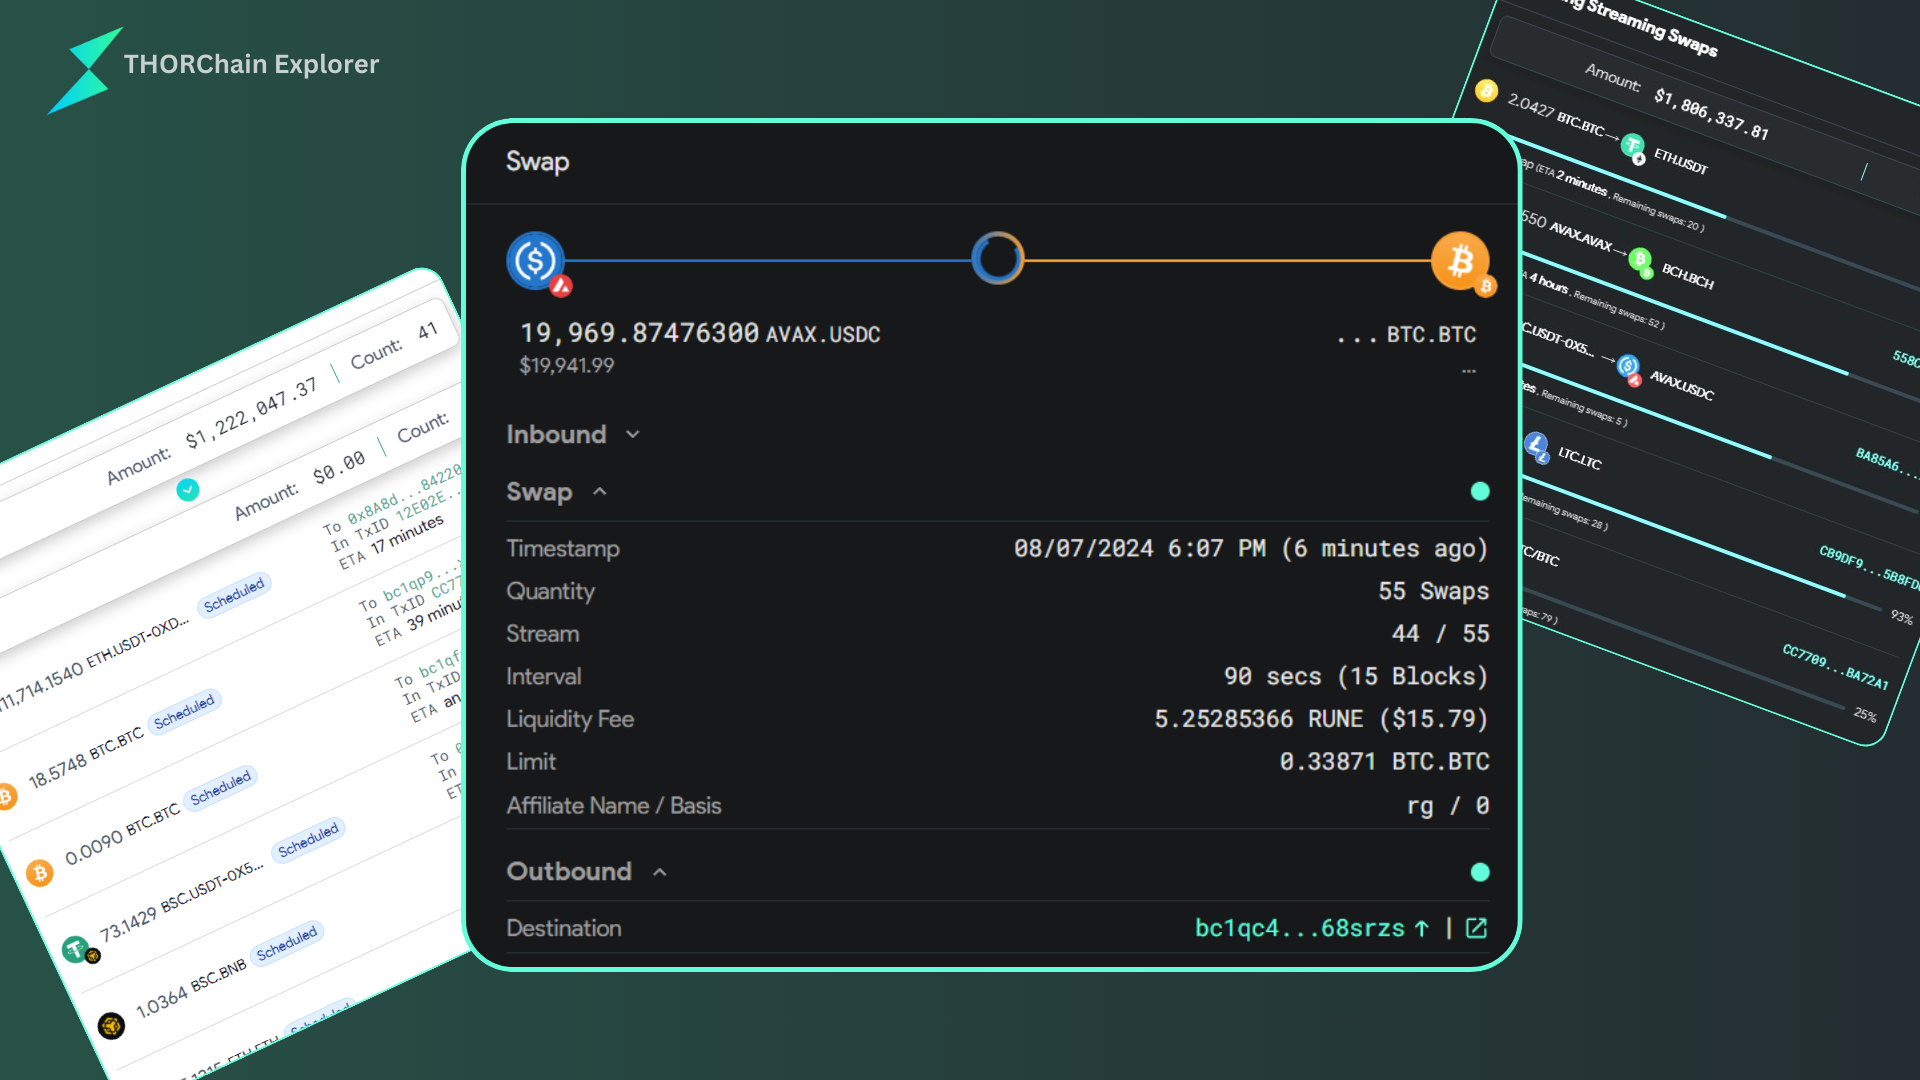 THORChain Explorer
Swap
19,969.87476300 AVAX.USDC
$19,941.99
... BTC.BTC
...
Inbound
Swap
Timestamp 08/07/2024 6:07 PM (6 minutes ago)
Quantity 55 Swaps
Stream 44 / 55
Interval 90 secs (15 Blocks)
Liquidity Fee 5.25285366 RUNE ($15.79)
Limit 0.33871 BTC.BTC
Affiliate Name / Basis rg / 0
Outbound
Destination bc1qc4...68srzs ↑ |
Amount: $1,222,047.37 | Count: 41
Amount: $0.00 | Count:
To 0x8A8d...84220
In TxID 12E02E...
ETA 17 minutes
11,714.1540 ETH.USDT-0XD... Scheduled
To bc1qp9...
In TxID CC77
ETA 39 minu
18.5748 BTC.BTC Scheduled
To bc1qf
In TxID
ETA an
0.0090 BTC.BTC Scheduled
To 0
In
ET
73.1429 BSC.USDT-0X5... Scheduled
1.0364 BSC.BNB Scheduled
ETH.ETH Scheduled
ng Streaming Swaps
Amount: $1,806,337.81 |
2.0427 BTC.BTC → ETH.USDT
ap (ETA 2 minutes , Remaining swaps: 20 )
550 AVAX.AVAX → BCH.BCH
A 4 hours , Remaining swaps: 52 )
558C
C.USDT-0X5... → AVAX.USDC
tes , Remaining swaps: 5 )
BA85A6...
LTC.LTC
emaining swaps: 28 )
CB9DF9...5B8FD
93%
TC/BTC
aps: 79 )
CC7709...BA72A1
25%